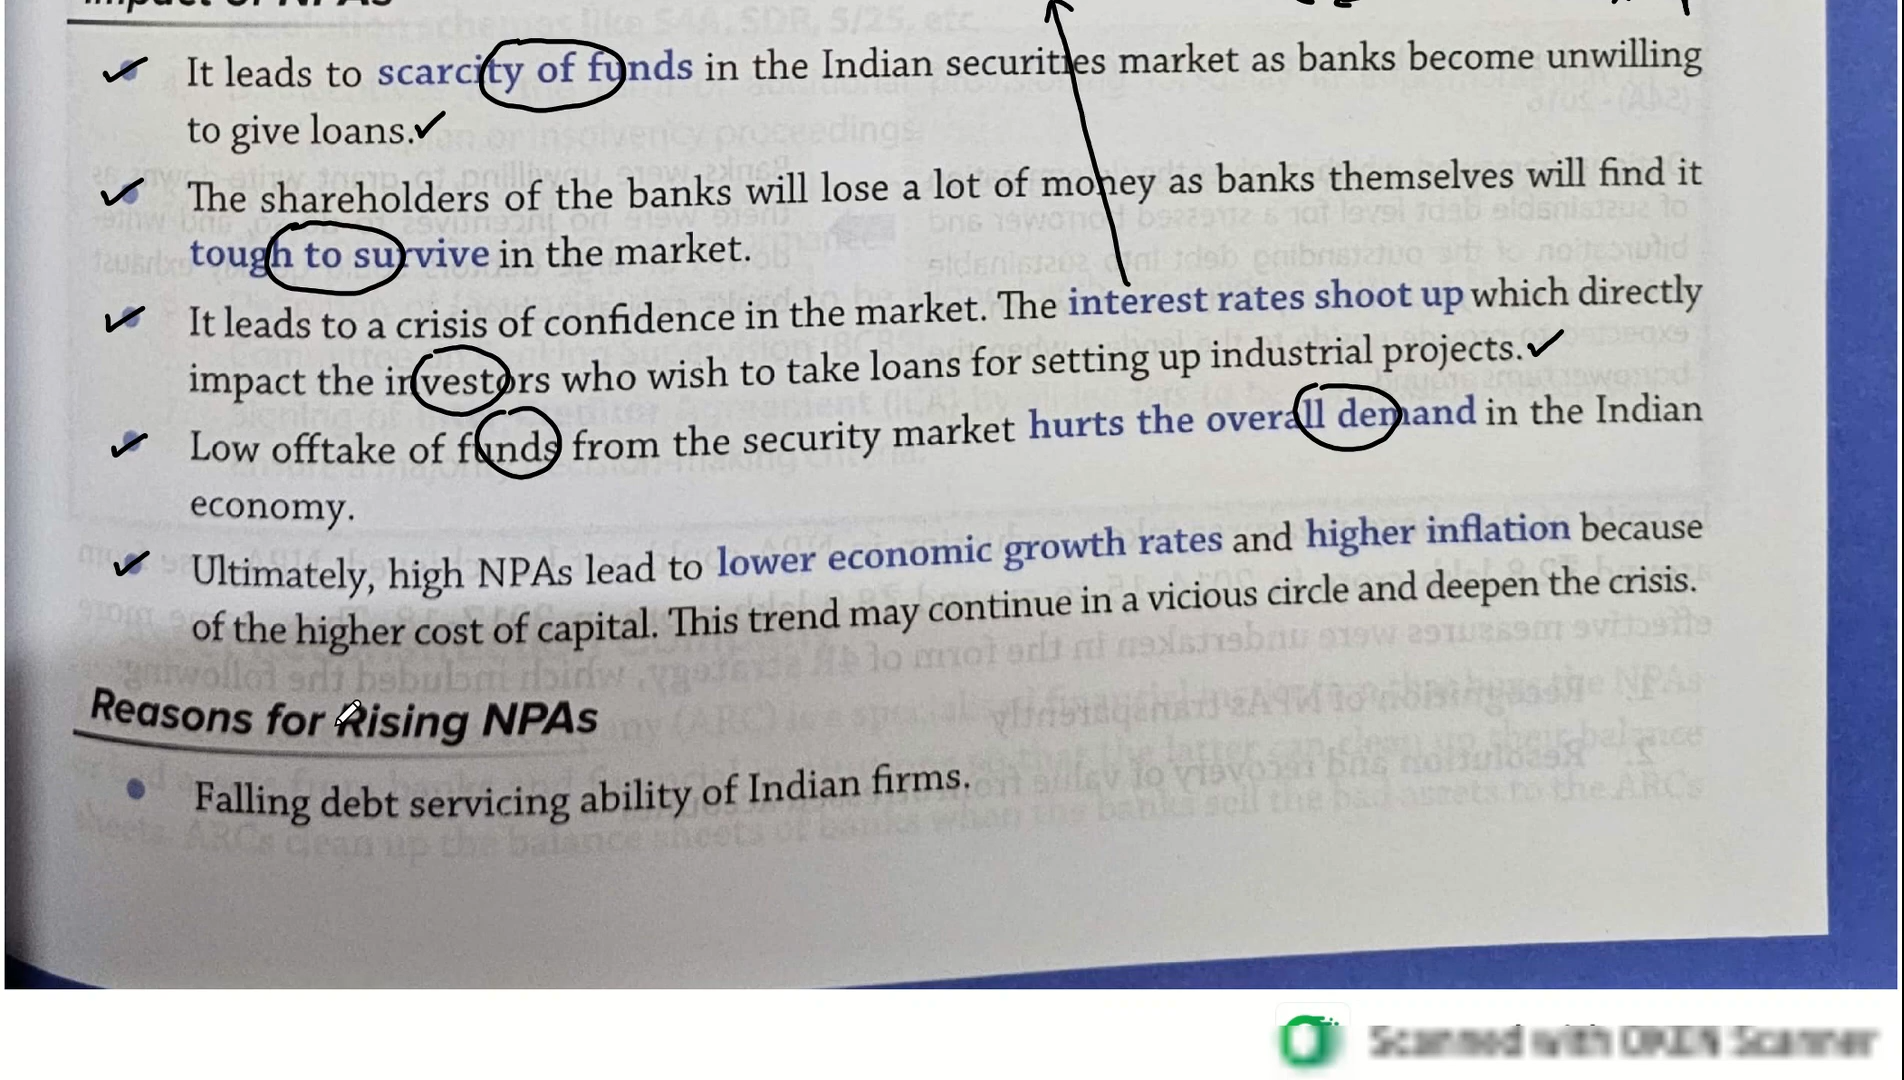 Impact of NPAs
It leads to scarcity of funds in the Indian securities market as banks become unwilling
to give loans.
The shareholders of the banks will lose a lot of money as banks themselves will find it
tough to survive in the market.
It leads to a crisis of confidence in the market. The interest rates shoot up which directly
impact the investors who wish to take loans for setting up industrial projects.
Low offtake of funds from the security market hurts the overall demand in the Indian
economy.
Ultimately, high NPAs lead to lower economic growth rates and higher inflation because
of the higher cost of capital. This trend may continue in a vicious circle and deepen the crisis.
Reasons for Rising NPAs
Falling debt servicing ability of Indian firms.
Scanned with OKEN Scanner